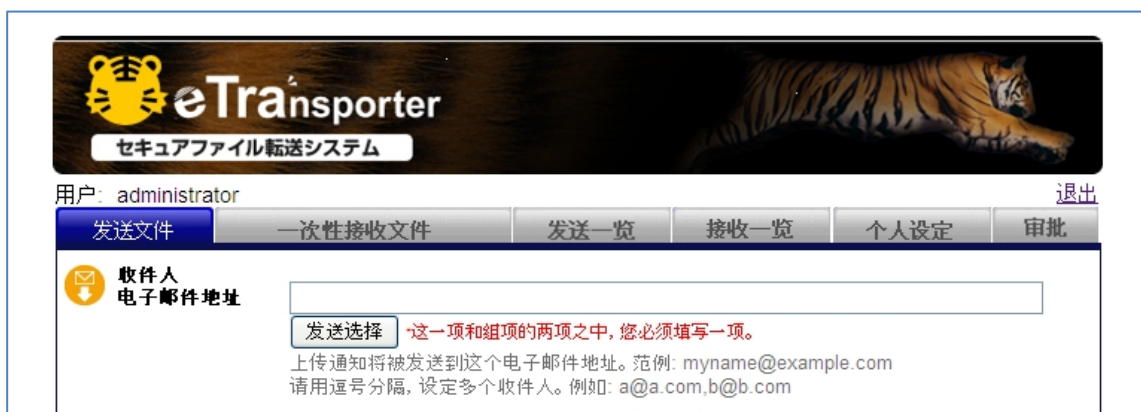 eTransporter
セキュアファイル転送システム
用户: administrator 退出
发送文件 一次性接收文件 发送一览 接收一览 个人设定 审批
收件人
电子邮件地址
发送选择 *这一项和组项的两项之中, 您必须填写一项。
上传通知将被发送到这个电子邮件地址。范例: myname@example.com
请用逗号分隔, 设定多个收件人。例如: a@a.com,b@b.com